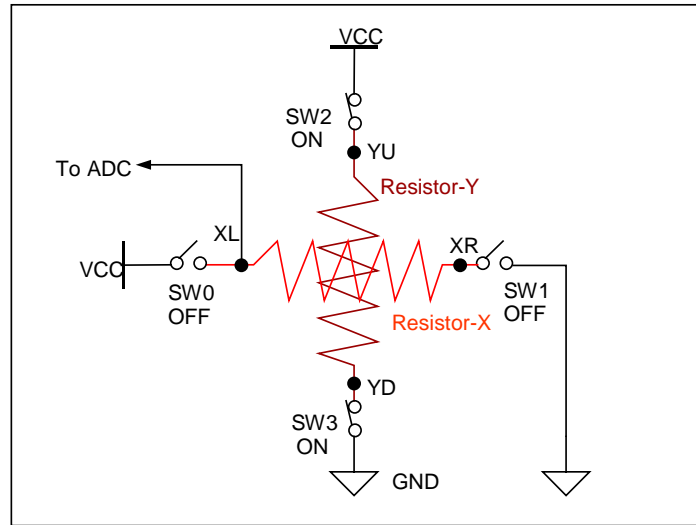 VCC
SW2
ON
YU
To ADC
Resistor-Y
XL
XR
VCC
SW0
OFF
SW1
OFF
Resistor-X
YD
SW3
ON
GND